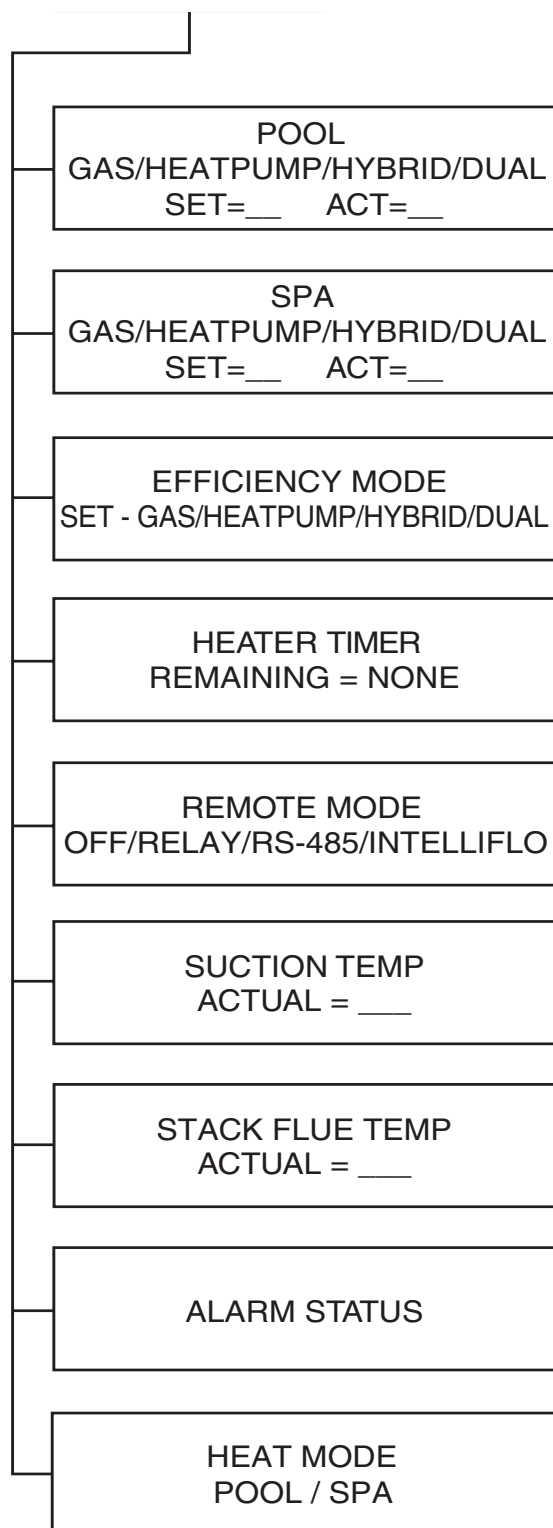 POOL
GAS/HEATPUMP/HYBRID/DUAL
SET=__ ACT=__
SPA
GAS/HEATPUMP/HYBRID/DUAL
SET=__ ACT=__
EFFICIENCY MODE
SET - GAS/HEATPUMP/HYBRID/DUAL
HEATER TIMER
REMAINING = NONE
REMOTE MODE
OFF/RELAY/RS-485/INTELLIFLO
SUCTION TEMP
ACTUAL = ___
STACK FLUE TEMP
ACTUAL = ___
ALARM STATUS
HEAT MODE
POOL / SPA